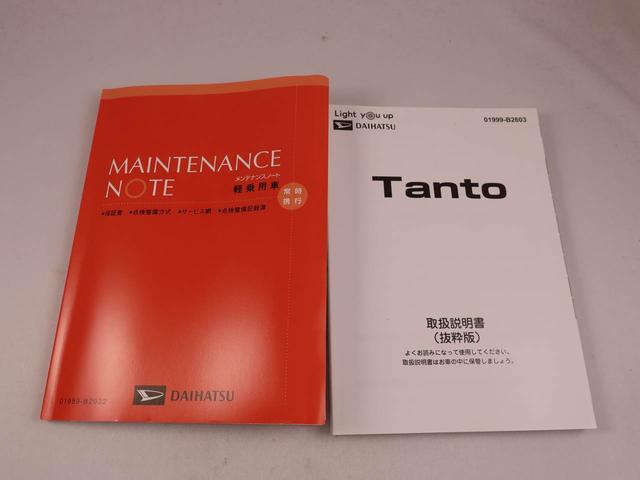 MAINTENANCE
NOTE
メンテナンスノート
軽乗用車
常時
携行
●保証書 ●点検整備方式 ●サービス網 ●点検整備記録簿
DAIHATSU
01999-B2032
Light you up
DAIHATSU
01999-B2603
Tanto
取扱説明書
（抜粋版）
よくお読みになって使用してください。
取扱説明書はお車の中に保管しましょう。